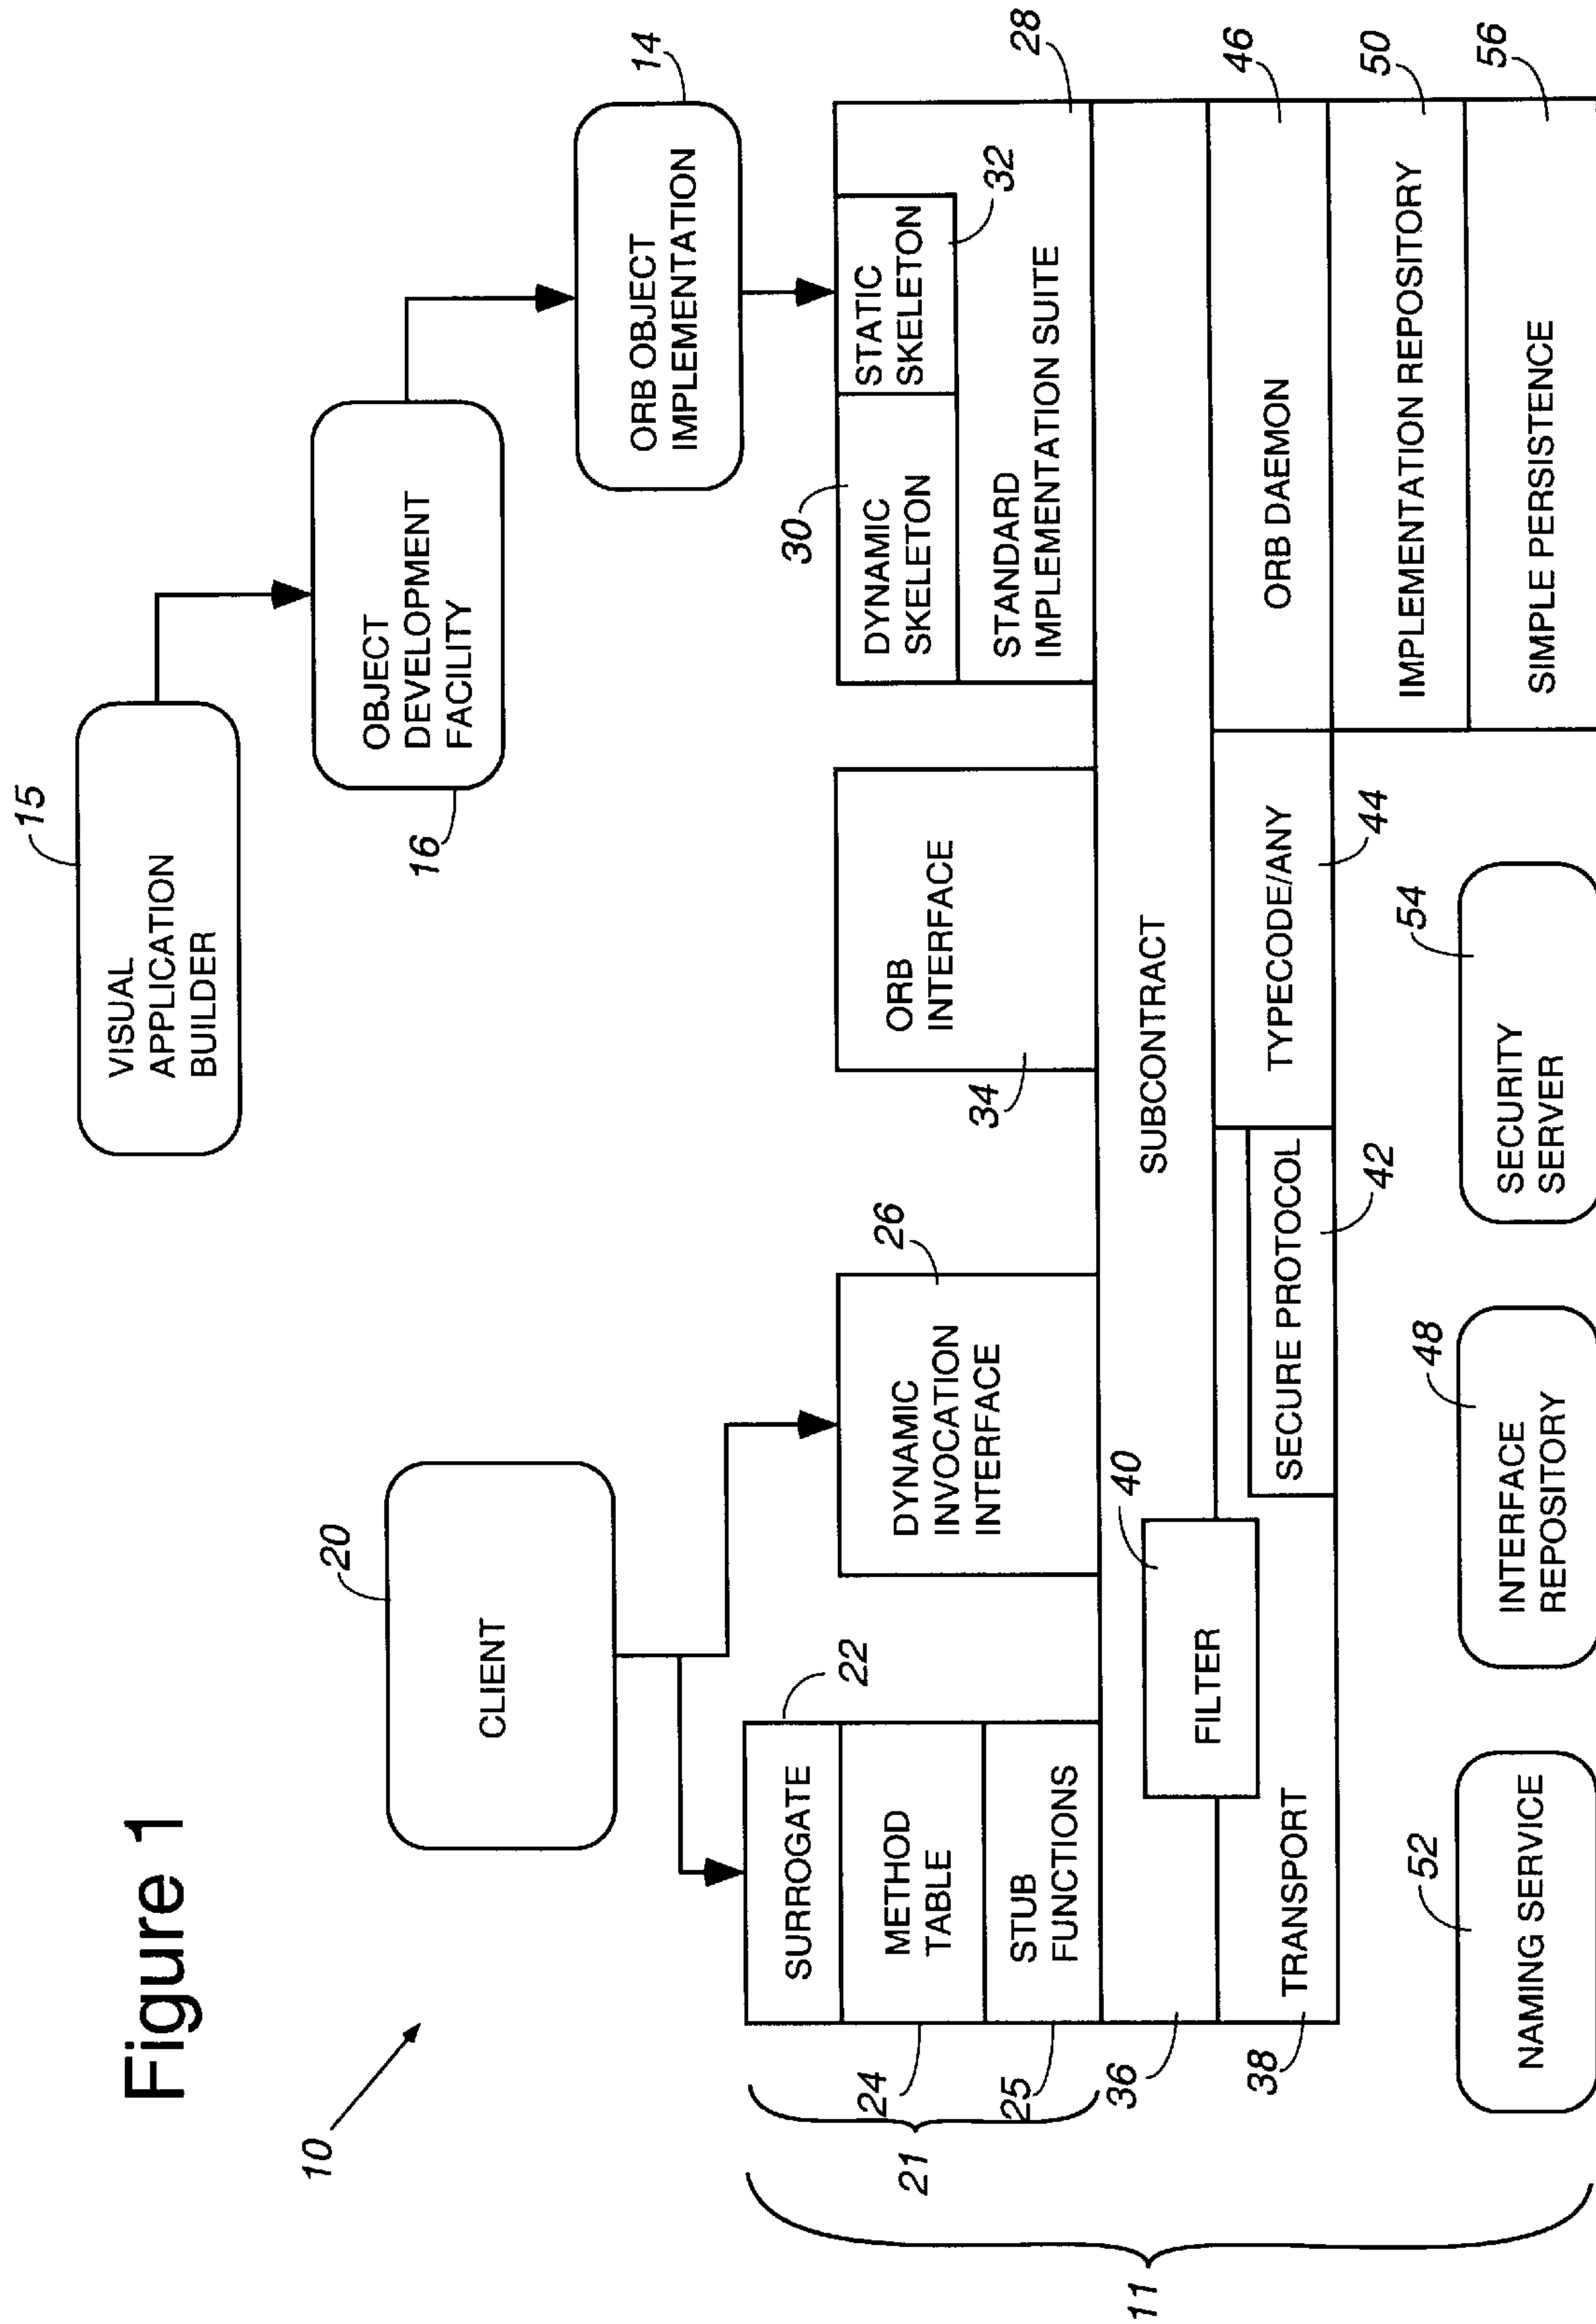 Figure 1
10
15
VISUAL
APPLICATION
BUILDER
16
OBJECT
DEVELOPMENT
FACILITY
14
ORB OBJECT
IMPLEMENTATION
20
CLIENT
22
SURROGATE
24
METHOD
TABLE
25
STUB
FUNCTIONS
21
11
26
DYNAMIC
INVOCATION
INTERFACE
34
ORB
INTERFACE
30
DYNAMIC
SKELETON
STATIC
SKELETON
32
STANDARD
IMPLEMENTATION SUITE
28
36
SUBCONTRACT
40
FILTER
38
TRANSPORT
SECURE PROTOCOL
42
TYPECODE/ANY
44
ORB DAEMON
46
IMPLEMENTATION REPOSITORY
50
SIMPLE PERSISTENCE
56
52
NAMING SERVICE
48
INTERFACE
REPOSITORY
54
SECURITY
SERVER